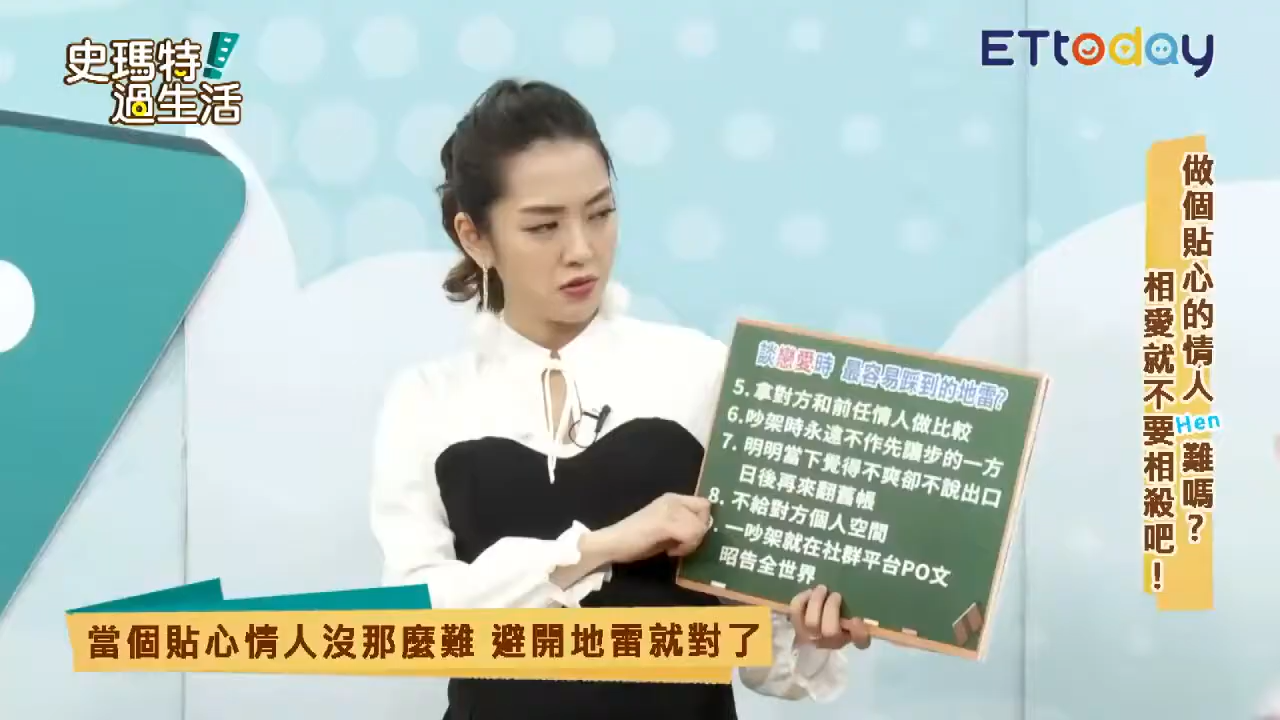 史瑪特
過生活
ETtoday
做個貼心的情人Hen難嗎？
相愛就不要相殺吧！
談戀愛時 最容易踩到的地雷?
5. 拿對方和前任情人做比較
6.吵架時永遠不作先讓步的一方
7. 明明當下覺得不爽卻不說出口
日後再來翻舊帳
8. 不給對方個人空間
. 一吵架就在社群平台PO文
昭告全世界
當個貼心情人沒那麼難 避開地雷就對了